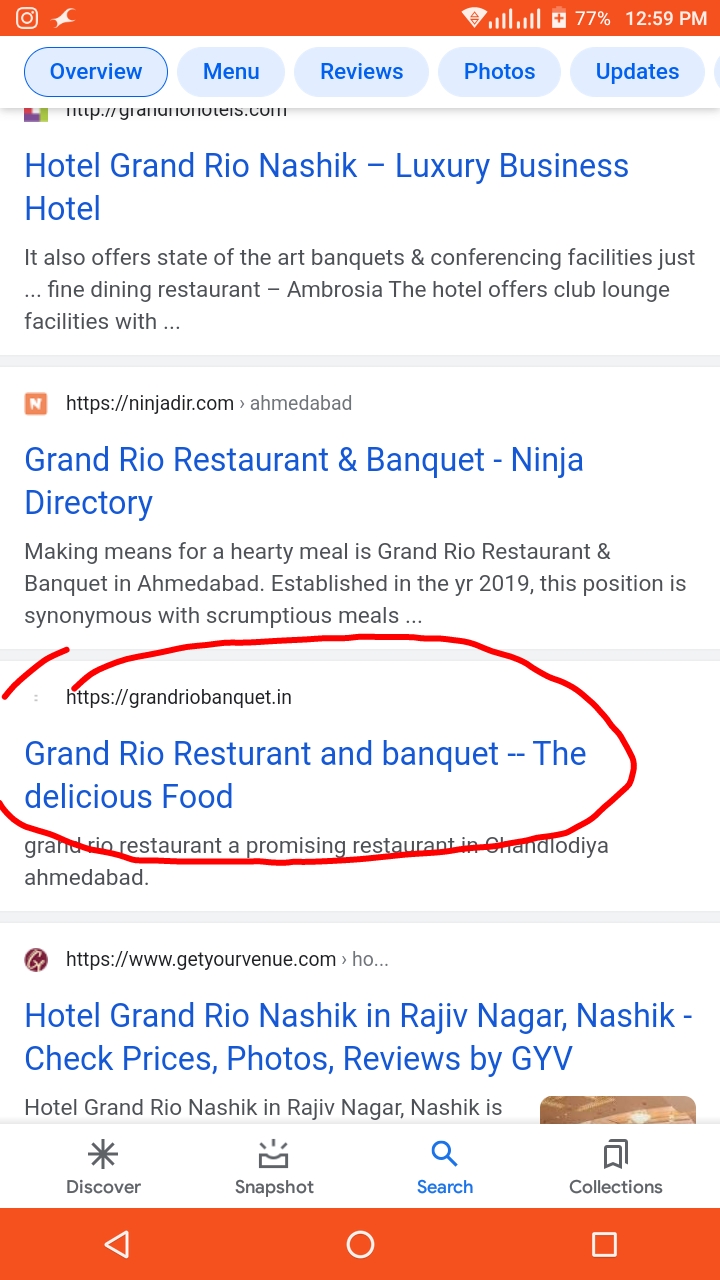 77% 12:59 PM
Overview Menu Reviews Photos Updates
http://grandriohotels.com
Hotel Grand Rio Nashik – Luxury Business
Hotel
It also offers state of the art banquets & conferencing facilities just
... fine dining restaurant – Ambrosia The hotel offers club lounge
facilities with ...
N
https://ninjadir.com › ahmedabad
Grand Rio Restaurant & Banquet - Ninja
Directory
Making means for a hearty meal is Grand Rio Restaurant &
Banquet in Ahmedabad. Established in the yr 2019, this position is
synonymous with scrumptious meals ...
https://grandriobanquet.in
Grand Rio Resturant and banquet -- The
delicious Food
grand rio restaurant a promising restaurant in Chandlodiya
ahmedabad.
https://www.getyourvenue.com › ho...
Hotel Grand Rio Nashik in Rajiv Nagar, Nashik -
Check Prices, Photos, Reviews by GYV
Hotel Grand Rio Nashik in Rajiv Nagar, Nashik is
Discover Snapshot Search Collections